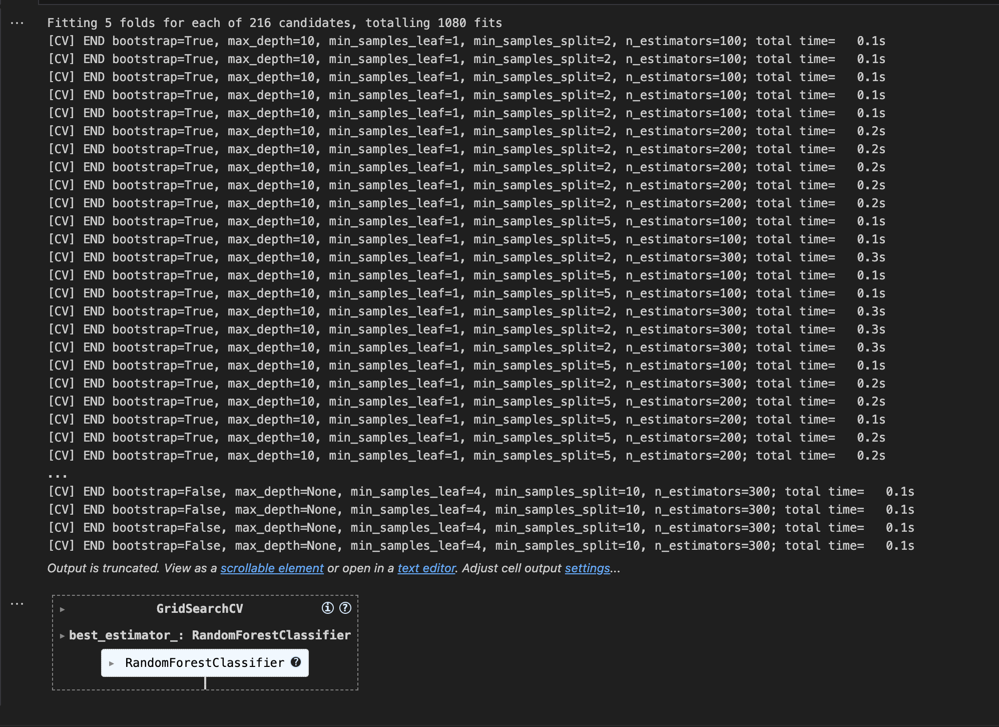 ...
Fitting 5 folds for each of 216 candidates, totalling 1080 fits
[CV] END bootstrap=True, max_depth=10, min_samples_leaf=1, min_samples_split=2, n_estimators=100; total time=   0.1s
[CV] END bootstrap=True, max_depth=10, min_samples_leaf=1, min_samples_split=2, n_estimators=100; total time=   0.1s
[CV] END bootstrap=True, max_depth=10, min_samples_leaf=1, min_samples_split=2, n_estimators=100; total time=   0.1s
[CV] END bootstrap=True, max_depth=10, min_samples_leaf=1, min_samples_split=2, n_estimators=100; total time=   0.1s
[CV] END bootstrap=True, max_depth=10, min_samples_leaf=1, min_samples_split=2, n_estimators=100; total time=   0.1s
[CV] END bootstrap=True, max_depth=10, min_samples_leaf=1, min_samples_split=2, n_estimators=200; total time=   0.2s
[CV] END bootstrap=True, max_depth=10, min_samples_leaf=1, min_samples_split=2, n_estimators=200; total time=   0.2s
[CV] END bootstrap=True, max_depth=10, min_samples_leaf=1, min_samples_split=2, n_estimators=200; total time=   0.2s
[CV] END bootstrap=True, max_depth=10, min_samples_leaf=1, min_samples_split=2, n_estimators=200; total time=   0.2s
[CV] END bootstrap=True, max_depth=10, min_samples_leaf=1, min_samples_split=2, n_estimators=200; total time=   0.2s
[CV] END bootstrap=True, max_depth=10, min_samples_leaf=1, min_samples_split=5, n_estimators=100; total time=   0.1s
[CV] END bootstrap=True, max_depth=10, min_samples_leaf=1, min_samples_split=5, n_estimators=100; total time=   0.1s
[CV] END bootstrap=True, max_depth=10, min_samples_leaf=1, min_samples_split=2, n_estimators=300; total time=   0.3s
[CV] END bootstrap=True, max_depth=10, min_samples_leaf=1, min_samples_split=5, n_estimators=100; total time=   0.1s
[CV] END bootstrap=True, max_depth=10, min_samples_leaf=1, min_samples_split=5, n_estimators=100; total time=   0.1s
[CV] END bootstrap=True, max_depth=10, min_samples_leaf=1, min_samples_split=2, n_estimators=300; total time=   0.3s
[CV] END bootstrap=True, max_depth=10, min_samples_leaf=1, min_samples_split=2, n_estimators=300; total time=   0.3s
[CV] END bootstrap=True, max_depth=10, min_samples_leaf=1, min_samples_split=2, n_estimators=300; total time=   0.3s
[CV] END bootstrap=True, max_depth=10, min_samples_leaf=1, min_samples_split=5, n_estimators=100; total time=   0.1s
[CV] END bootstrap=True, max_depth=10, min_samples_leaf=1, min_samples_split=2, n_estimators=300; total time=   0.2s
[CV] END bootstrap=True, max_depth=10, min_samples_leaf=1, min_samples_split=5, n_estimators=200; total time=   0.2s
[CV] END bootstrap=True, max_depth=10, min_samples_leaf=1, min_samples_split=5, n_estimators=200; total time=   0.1s
[CV] END bootstrap=True, max_depth=10, min_samples_leaf=1, min_samples_split=5, n_estimators=200; total time=   0.2s
[CV] END bootstrap=True, max_depth=10, min_samples_leaf=1, min_samples_split=5, n_estimators=200; total time=   0.2s
...
[CV] END bootstrap=False, max_depth=None, min_samples_leaf=4, min_samples_split=10, n_estimators=300; total time=   0.1s
[CV] END bootstrap=False, max_depth=None, min_samples_leaf=4, min_samples_split=10, n_estimators=300; total time=   0.1s
[CV] END bootstrap=False, max_depth=None, min_samples_leaf=4, min_samples_split=10, n_estimators=300; total time=   0.1s
[CV] END bootstrap=False, max_depth=None, min_samples_leaf=4, min_samples_split=10, n_estimators=300; total time=   0.1s
Output is truncated. View as a scrollable element or open in a text editor. Adjust cell output settings...
...
GridSearchCV i ?
best_estimator_: RandomForestClassifier
RandomForestClassifier ?